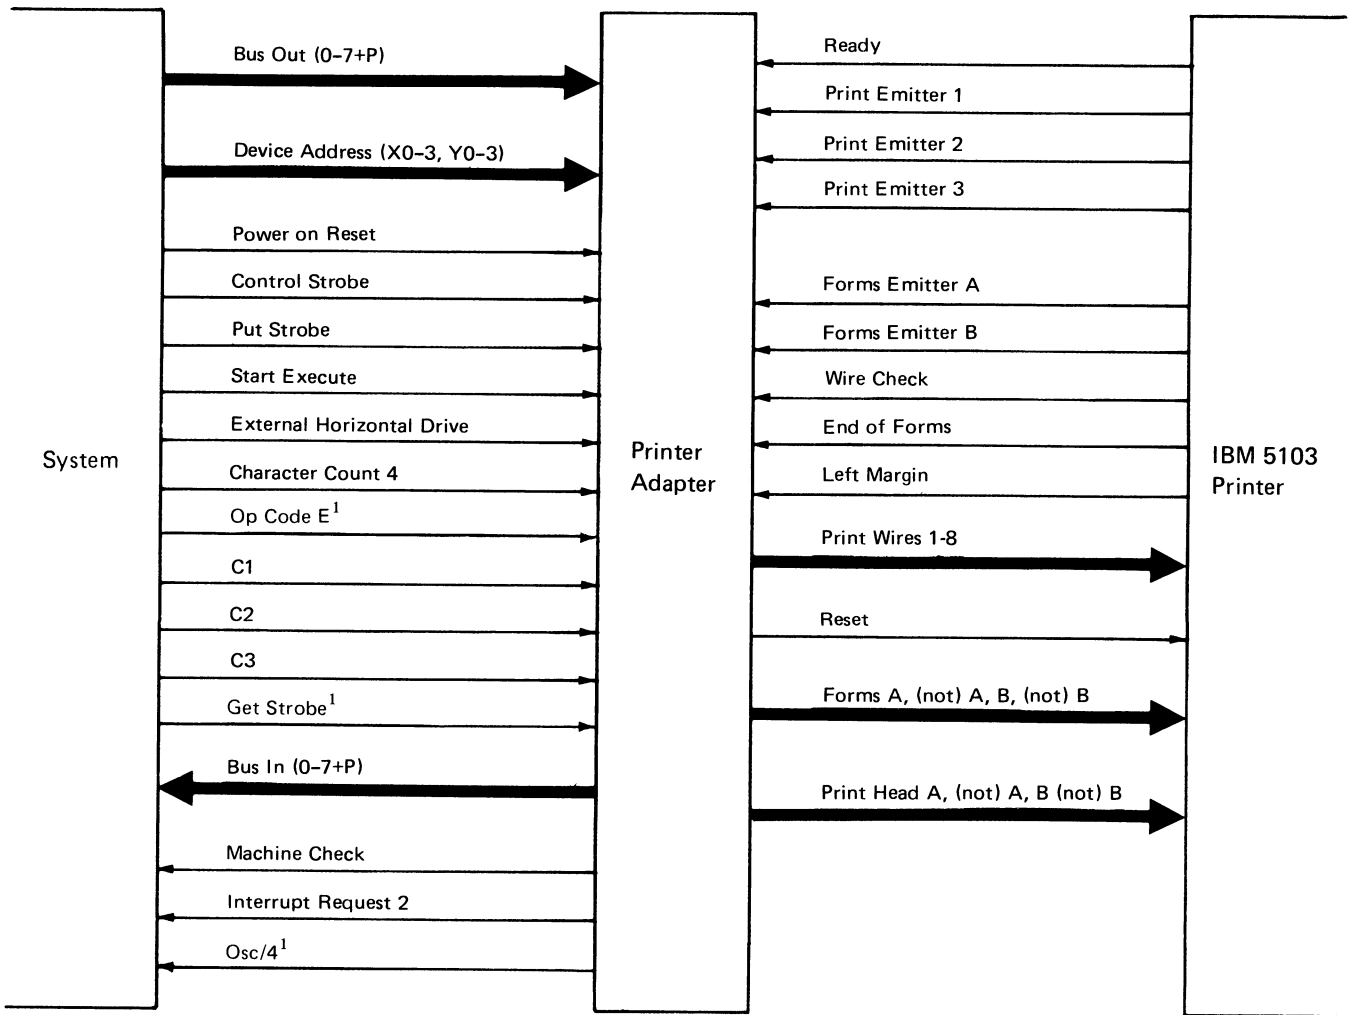 Bus Out (0-7+P)
Device Address (X0-3, Y0-3)
Power on Reset
Control Strobe
Put Strobe
Start Execute
External Horizontal Drive
System
Character Count 4
Op Code E¹
C1
C2
C3
Get Strobe¹
Bus In (0-7+P)
Machine Check
Interrupt Request 2
Osc/4¹
Printer
Adapter
Ready
Print Emitter 1
Print Emitter 2
Print Emitter 3
Forms Emitter A
Forms Emitter B
Wire Check
End of Forms
Left Margin
Print Wires 1-8
Reset
Forms A, (not) A, B, (not) B
Print Head A, (not) A, B (not) B
IBM 5103
Printer